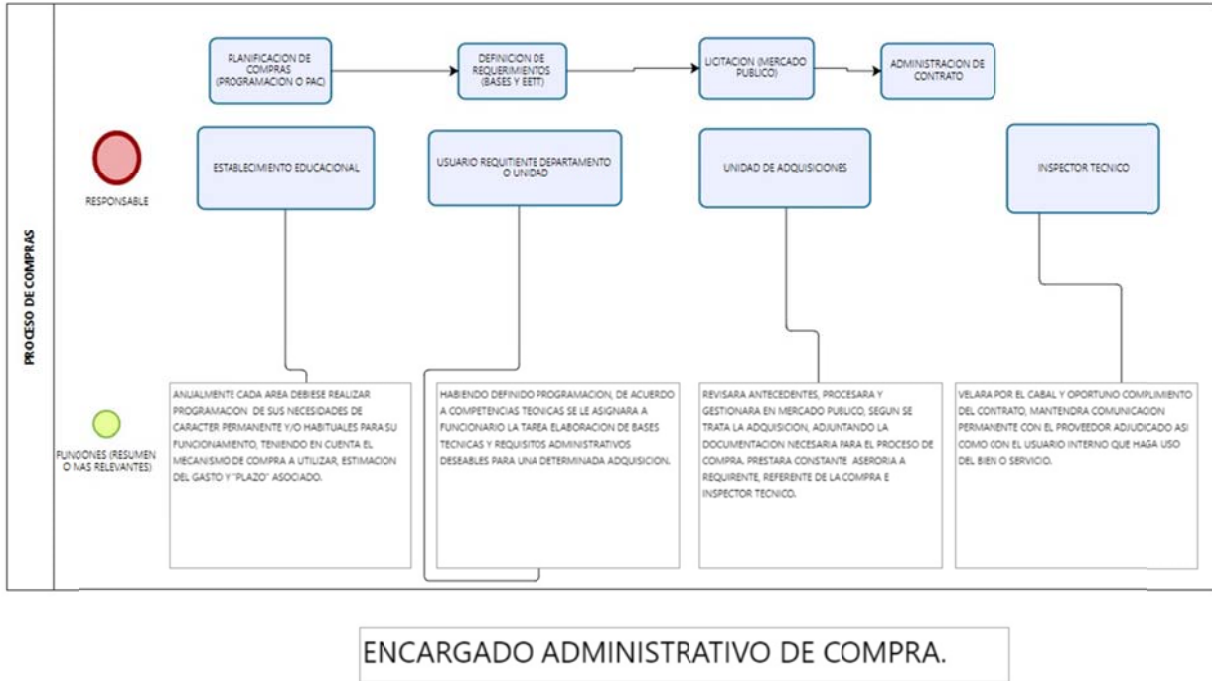 PROCESO DE COMPRAS
PLANIFICACION DE
COMPRAS
(PROGRAMACION O PAC)
DEFINICION DE
REQUERIMIENTOS
(BASES Y EETT)
LICITACION (MERCADO
PUBLICO)
ADMINISTRACION DE
CONTRATO
RESPONSABLE
ESTABLECIMIENTO EDUCACIONAL
USUARIO REQUITIENTE DEPARTAMENTO
O UNIDAD
UNIDAD DE ADQUISICIONES
INSPECTOR TECNICO
FUNCIONES (RESUMEN
O MAS RELEVANTES)
ANUALMENTE CADA AREA DEBIESE REALIZAR
PROGRAMACION DE SUS NECESIDADES DE
CARACTER PERMANENTE Y/O HABITUALES PARA SU
FUNCIONAMIENTO, TENIENDO EN CUENTA EL
MECANISMO DE COMPRA A UTILIZAR, ESTIMACION
DEL GASTO Y "PLAZO" ASOCIADO.
HABIENDO DEFINIDO PROGRAMACION, DE ACUERDO
A COMPETENCIAS TECNICAS SE LE ASIGNARA A
FUNCIONARIO LA TAREA ELABORACION DE BASES
TECNICAS Y REQUISITOS ADMINISTRATIVOS
DESEABLES PARA UNA DETERMINADA ADQUISICION.
REVISARA ANTECEDENTES, PROCESARA Y
GESTIONARA EN MERCADO PUBLICO, SEGUN SE
TRATA LA ADQUISICION, ADJUNTANDO LA
DOCUMENTACION NECESARIA PARA EL PROCESO DE
COMPRA. PRESTARA CONSTANTE ASERORIA A
REQUIRENTE, REFERENTE DE LA COMPRA E
INSPECTOR TECNICO.
VELARA POR EL CABAL Y OPORTUNO COMPLIMIENTO
DEL CONTRATO, MANTENDRA COMUNICACION
PERMANENTE CON EL PROVEEDOR ADJUDICADO ASI
COMO CON EL USUARIO INTERNO QUE HAGA USO
DEL BIEN O SERVICIO.
ENCARGADO ADMINISTRATIVO DE COMPRA.